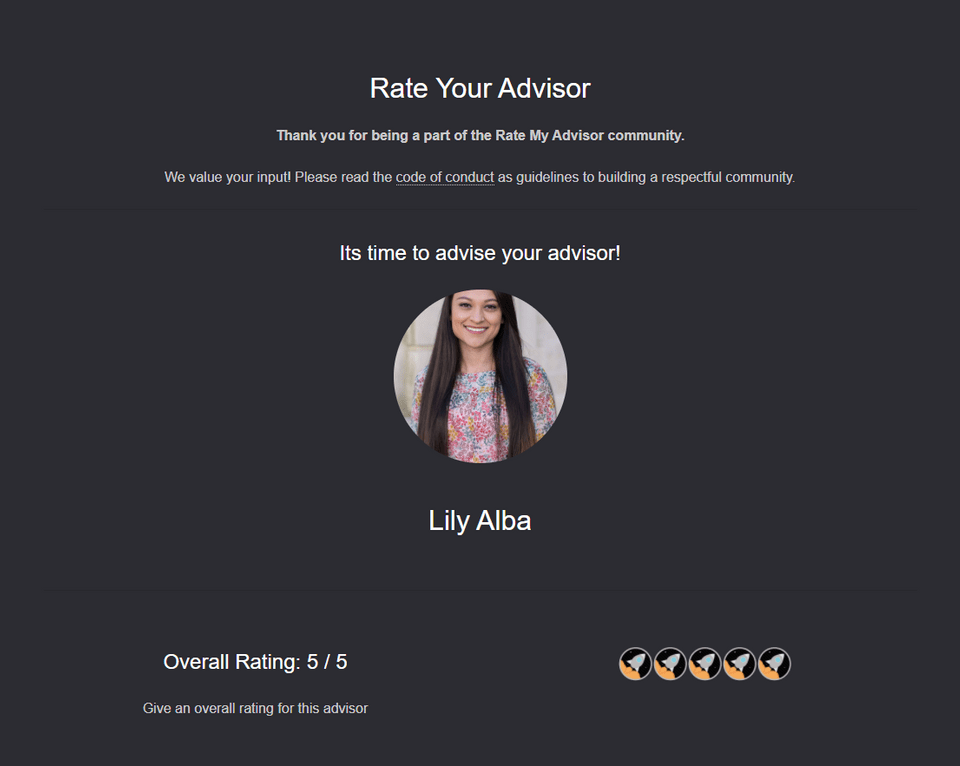 Rate Your Advisor
Thank you for being a part of the Rate My Advisor community.
We value your input! Please read the code of conduct as guidelines to building a respectful community.
Its time to advise your advisor!
Lily Alba
Overall Rating: 5 / 5
Give an overall rating for this advisor